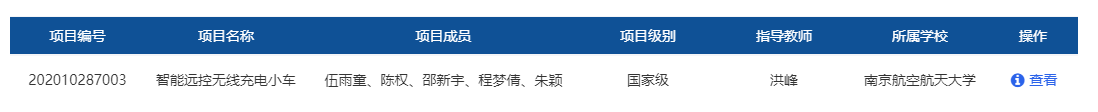 项目编号 项目名称 项目成员 项目级别 指导教师 所属学校 操作
202010287003 智能远控无线充电小车 伍雨童、陈权、邵新宇、程梦倩、朱颖 国家级 洪峰 南京航空航天大学 查看